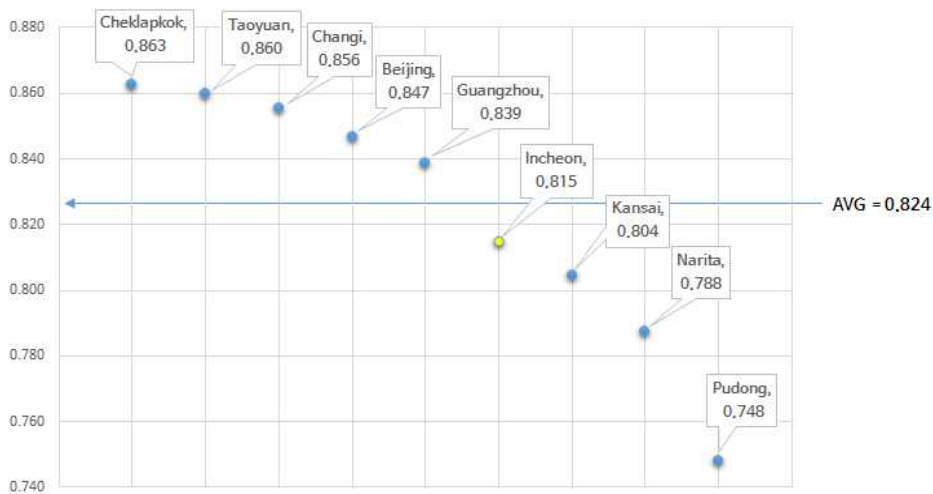 0.880
0.860
0.840
0.820
0.800
0.780
0.760
0.740
Cheklapkok,
0.863
Taoyuan,
0.860
Changi,
0.856
Beijing,
0.847
Guangzhou,
0.839
Incheon,
0.815
Kansai,
0.804
Narita,
0.788
Pudong,
0.748
AVG = 0.824